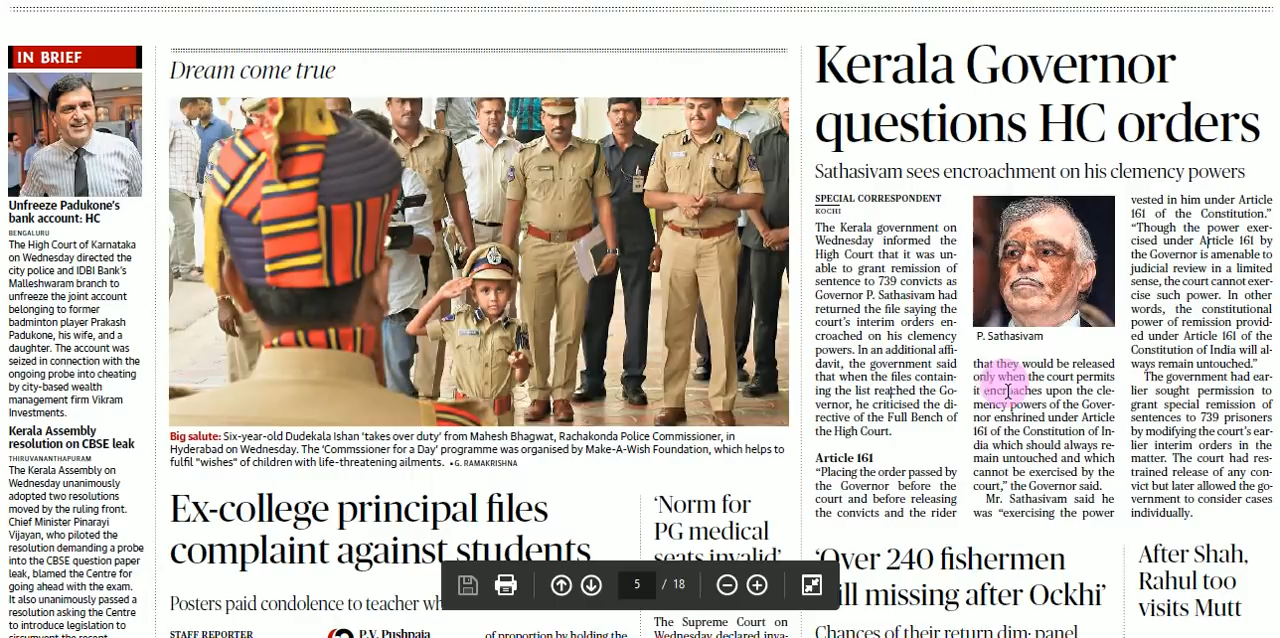 IN BRIEF
Unfreeze Padukone's
bank account: HC
BENGALURU
The High Court of Karnataka
on Wednesday directed the
city police and IDBI Bank's
Malleshwaram branch to
unfreeze the joint account
belonging to former
badminton player Prakash
Padukone, his wife, and a
daughter. The account was
seized in connection with the
ongoing probe into cheating
by city-based wealth
management firm Vikram
Investments.
Kerala Assembly
resolution on CBSE leak
THIRUVANANTHAPURAM
The Kerala Assembly on
Wednesday unanimously
adopted two resolutions
moved by the ruling front.
Chief Minister Pinarayi
Vijayan, who piloted the
resolution demanding a probe
into the CBSE question paper
leak, blamed the Centre for
going ahead with the exam.
It also unanimously passed a
resolution asking the Centre
to introduce legislation to
circumvent the recent
Dream come true
Big salute: Six-year-old Dudekala Ishan 'takes over duty' from Mahesh Bhagwat, Rachakonda Police Commissioner, in
Hyderabad on Wednesday. The 'Commssioner for a Day' programme was organised by Make-A-Wish Foundation, which helps to
fulfil "wishes" of children with life-threatening ailments. • G. RAMAKRISHNA
Ex-college principal files
complaint against students
Posters paid condolence to teacher wh
STAFF REPORTER
P.V. Pushpaja
of proportion by holding the
'Norm for
PG medical
seats invalid'
The Supreme Court on
Wednesday declared inva-
Kerala Governor
questions HC orders
Sathasivam sees encroachment on his clemency powers
SPECIAL CORRESPONDENT
KOCHI
The Kerala government on
Wednesday informed the
High Court that it was un-
able to grant remission of
sentence to 739 convicts as
Governor P. Sathasivam had
returned the file saying the
court's interim orders en-
croached on his clemency
powers. In an additional affi-
davit, the government said
that when the files contain-
ing the list reached the Go-
vernor, he criticised the di-
rective of the Full Bench of
the High Court.
Article 161
"Placing the order passed by
the Governor before the
court and before releasing
the convicts and the rider
P. Sathasivam
that they would be released
only when the court permits
it encroaches upon the cle-
mency powers of the Gover-
nor enshrined under Article
161 of the Constitution of In-
dia which should always re-
main untouched and which
cannot be exercised by the
court," the Governor said.
Mr. Sathasivam said he
was "exercising the power
vested in him under Article
161 of the Constitution."
"Though the power exer-
cised under Article 161 by
the Governor is amenable to
judicial review in a limited
sense, the court cannot exer-
cise such power. In other
words, the constitutional
power of remission provid-
ed under Article 161 of the
Constitution of India will al-
ways remain untouched."
The government had ear-
lier sought permission to
grant special remission of
sentences to 739 prisoners
by modifying the court's ear-
lier interim orders in the
matter. The court had res-
trained release of any con-
vict but later allowed the go-
vernment to consider cases
individually.
'Over 240 fishermen
ill missing after Ockhi'
Chances of their return dim: panel
After Shah,
Rahul too
visits Mutt
5 / 18